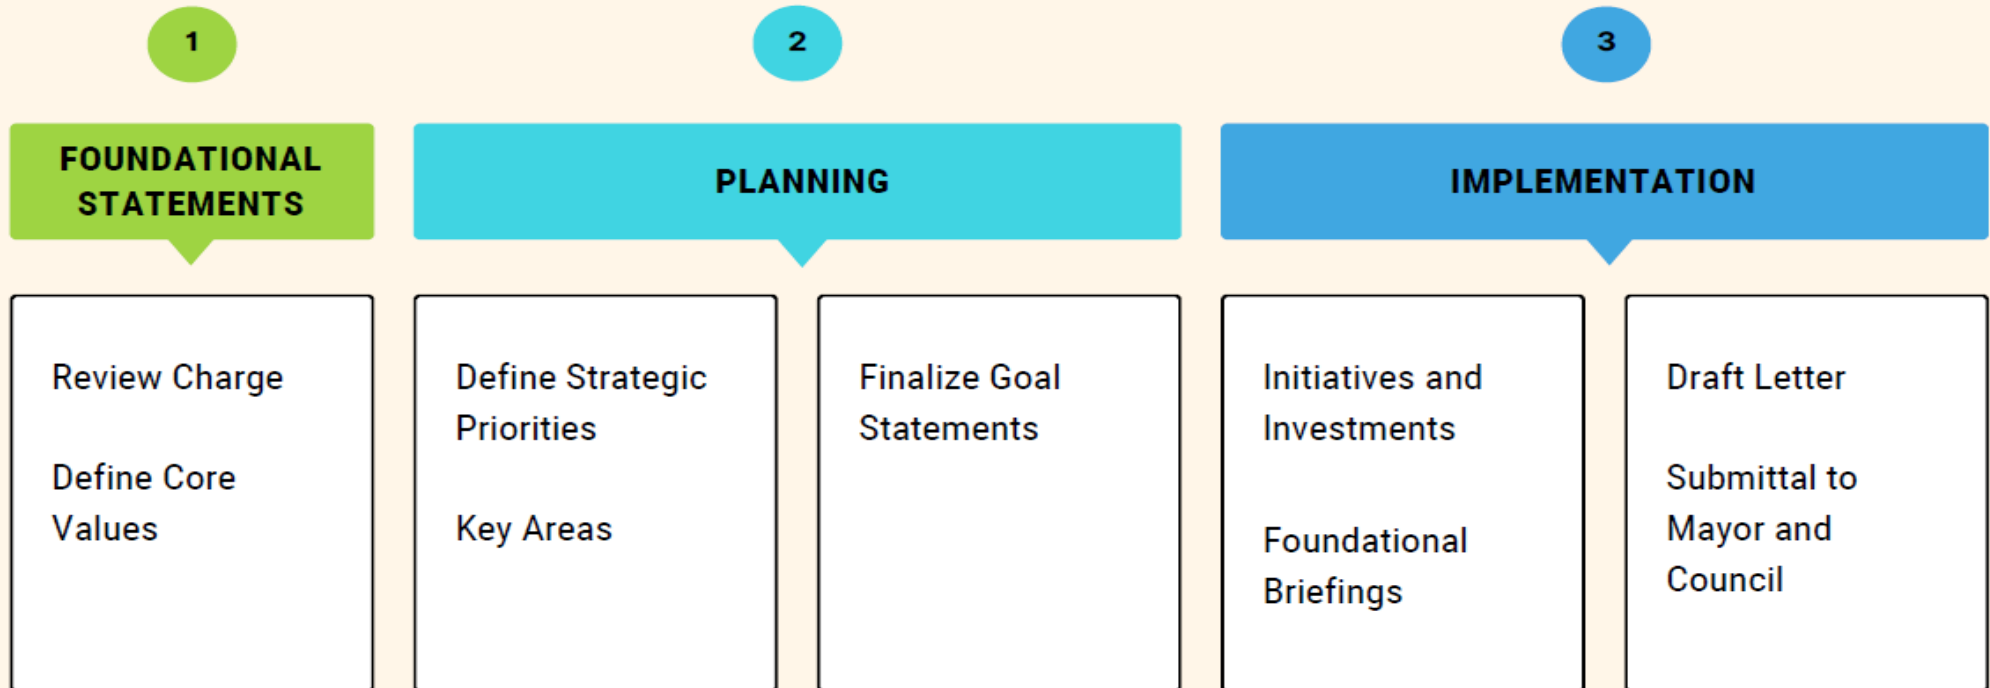 1
2
3
FOUNDATIONAL
STATEMENTS
PLANNING
IMPLEMENTATION
Review Charge
Define Core
Values
Define Strategic
Priorities
Key Areas
Finalize Goal
Statements
Initiatives and
Investments
Foundational
Briefings
Draft Letter
Submittal to
Mayor and
Council